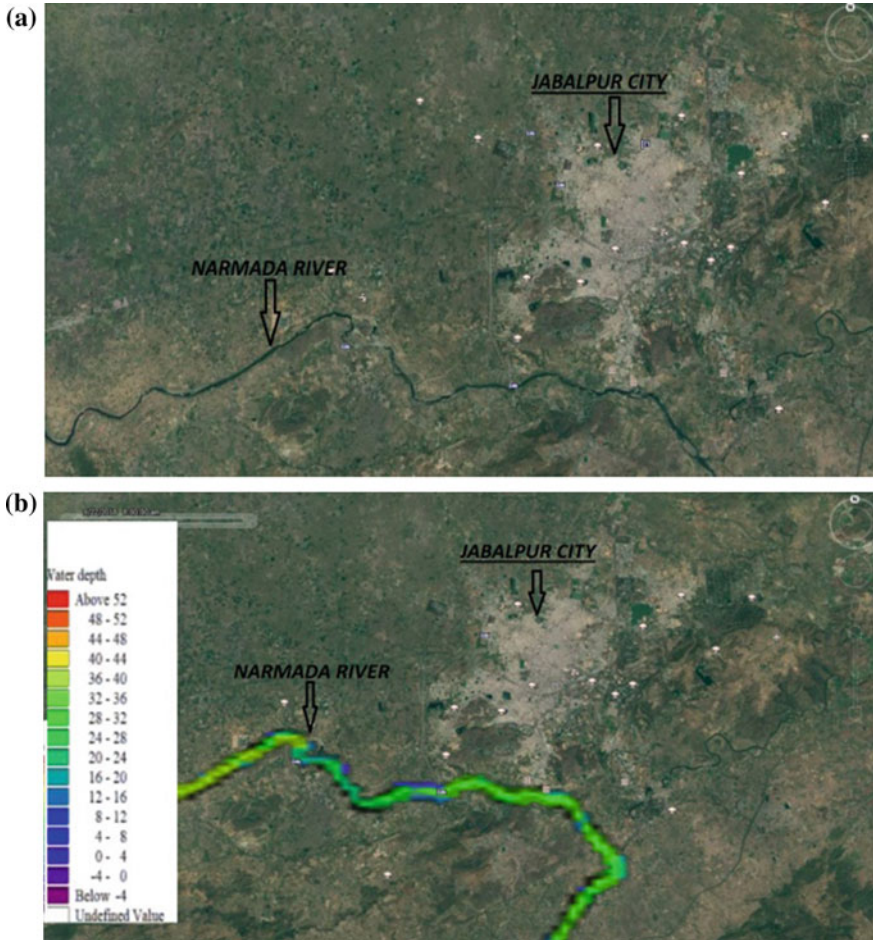 (a)
JABALPUR CITY
NARMADA RIVER
(b)
JABALPUR CITY
NARMADA RIVER
Water depth
Above 52
48 - 52
44 - 48
40 - 44
36 - 40
32 - 36
28 - 32
24 - 28
20 - 24
16 - 20
12 - 16
8 - 12
4 - 8
0 - 4
-4 - 0
Below -4
Undefined Value